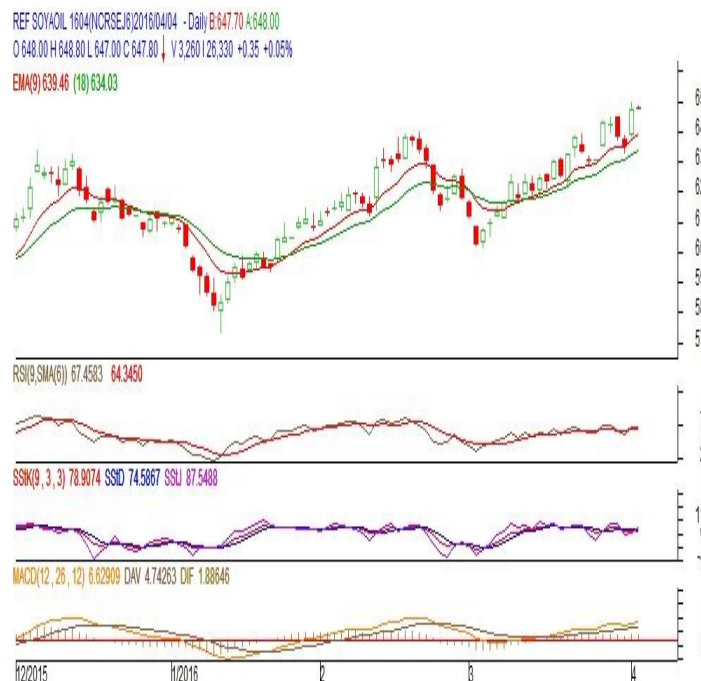 REF SOYAOIL 1604(NCRSEJ6)2016/04/04 - Daily B:647.70 A:648.00
O 648.00 H 648.80 L 647.00 C 647.80 V 3,260 I 26,330 +0.35 +0.05%
EMA(9) 639.46 (18) 634.03
RSI(9,SMA(6)) 67.4583 64.3450
SStK(9,3,3) 78.9074 SStD 74.5867 SStJ 87.5488
MACD(12,26,12) 6.62909 DAV 4.74263 DIF 1.88646
12/2015 1/2016 2 3 4